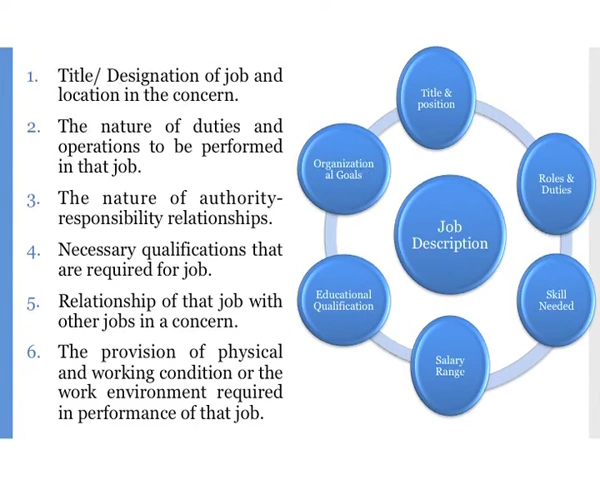 1. Title/ Designation of job and
location in the concern.
2. The nature of duties and
operations to be performed
in that job.
3. The nature of authority-
responsibility relationships.
4. Necessary qualifications that
are required for job.
5. Relationship of that job with
other jobs in a concern.
6. The provision of physical
and working condition or the
work environment required
in performance of that job.
Title &
position
Roles &
Duties
Skill
Needed
Salary
Range
Educational
Qualification
Organization
al Goals
Job
Description